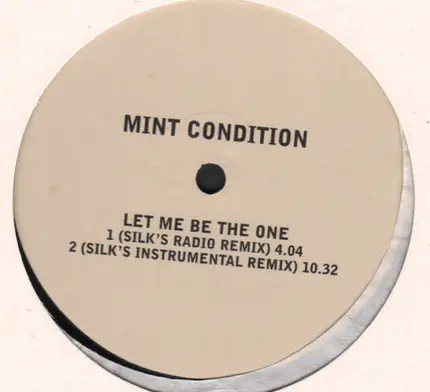 MINT CONDITION
LET ME BE THE ONE
1 (SILK'S RADIO REMIX) 4.04
2 (SILK'S INSTRUMENTAL REMIX) 10.32